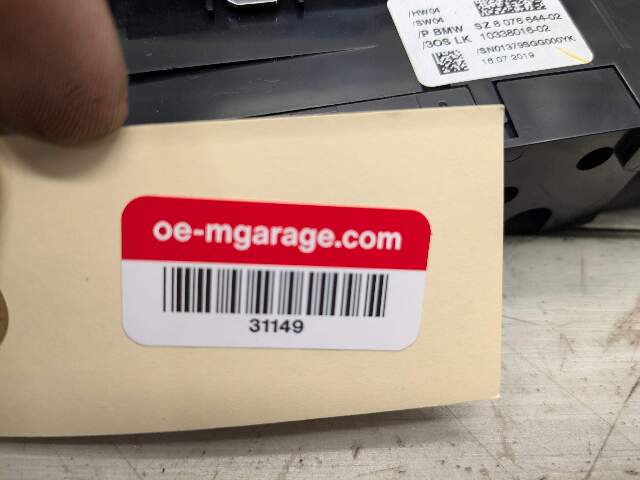 /HW04
/SW04
/P BMW SZ 8 076 644-02
/3OS LK 10338016-02
/SN01379SGG000YK
16.07.2019
oe-mgarage.com
31149